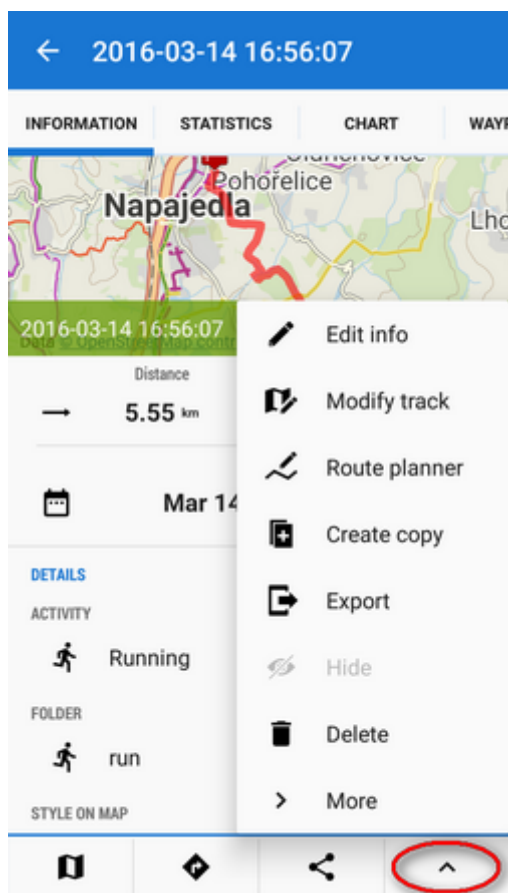 2016-03-14 16:56:07
INFORMATION STATISTICS CHART
Pohořelice
Napajedla
2016-03-14 16:56:07
Distance
5.55 km
Mar 14
DETAILS
ACTIVITY
Running
FOLDER
run
STYLE ON MAP
Edit info
Modify track
Route planner
Create copy
Export
Hide
Delete
More